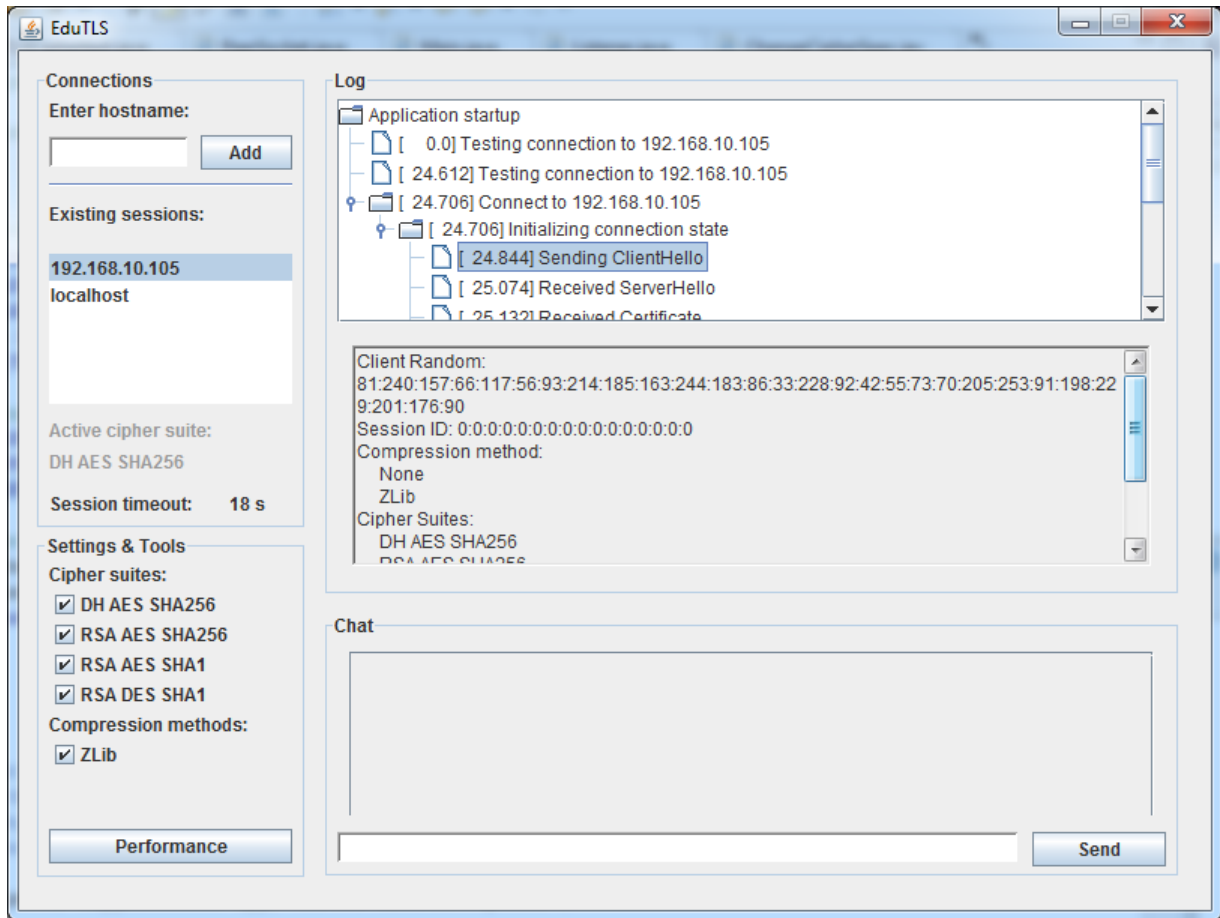 EduTLS
Connections
Enter hostname:
Add
Existing sessions:
192.168.10.105
localhost
Active cipher suite:
DH AES SHA256
Session timeout: 18 s
Settings & Tools
Cipher suites:
DH AES SHA256
RSA AES SHA256
RSA AES SHA1
RSA DES SHA1
Compression methods:
ZLib
Performance
Log
Application startup
[ 0.0] Testing connection to 192.168.10.105
[ 24.612] Testing connection to 192.168.10.105
[ 24.706] Connect to 192.168.10.105
[ 24.706] Initializing connection state
[ 24.844] Sending ClientHello
[ 25.074] Received ServerHello
[ 25.132] Received Certificate
Client Random:
81:240:157:66:117:56:93:214:185:163:244:183:86:33:228:92:42:55:73:70:205:253:91:198:22
9:201:176:90
Session ID: 0:0:0:0:0:0:0:0:0:0:0:0:0:0:0:0
Compression method:
None
ZLib
Cipher Suites:
DH AES SHA256
RSA AES SHA256
Chat
Send